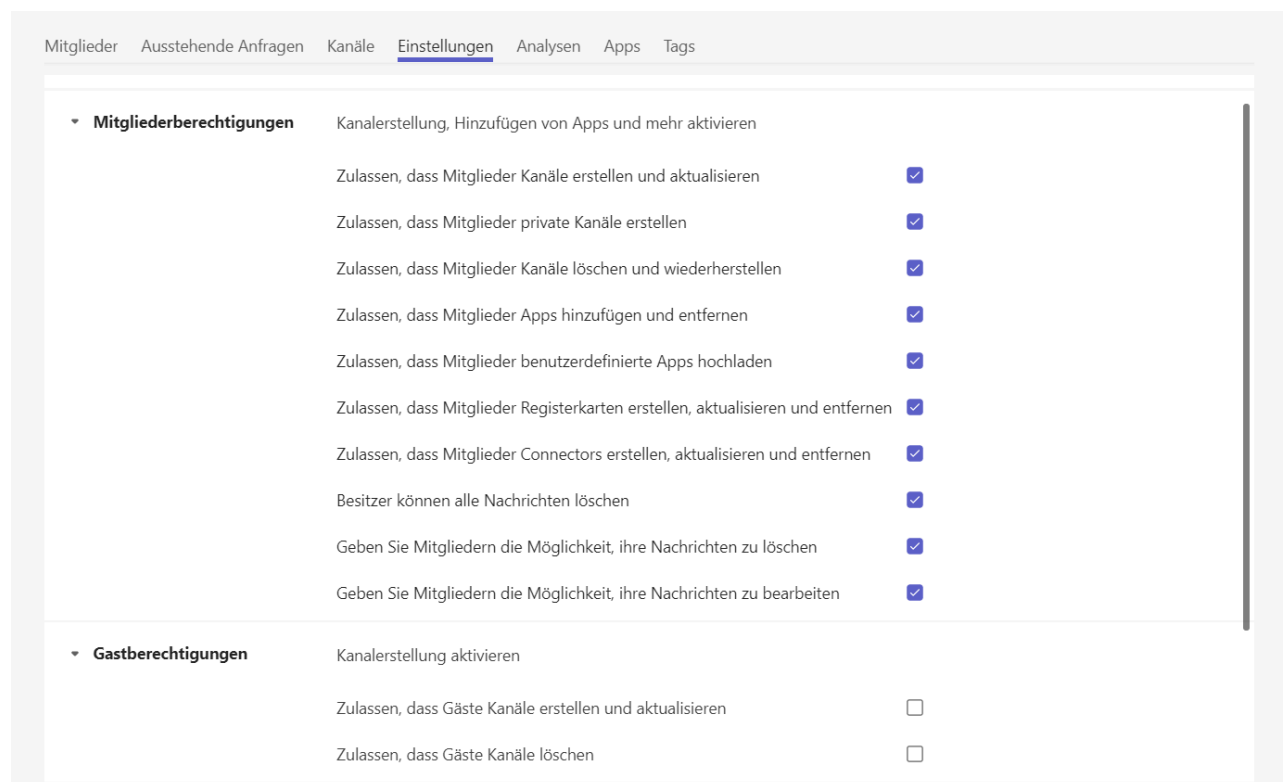 Mitglieder Ausstehende Anfragen Kanäle Einstellungen Analysen Apps Tags
Mitgliederberechtigungen Kanalerstellung, Hinzufügen von Apps und mehr aktivieren
Zulassen, dass Mitglieder Kanäle erstellen und aktualisieren
Zulassen, dass Mitglieder private Kanäle erstellen
Zulassen, dass Mitglieder Kanäle löschen und wiederherstellen
Zulassen, dass Mitglieder Apps hinzufügen und entfernen
Zulassen, dass Mitglieder benutzerdefinierte Apps hochladen
Zulassen, dass Mitglieder Registerkarten erstellen, aktualisieren und entfernen
Zulassen, dass Mitglieder Connectors erstellen, aktualisieren und entfernen
Besitzer können alle Nachrichten löschen
Geben Sie Mitgliedern die Möglichkeit, ihre Nachrichten zu löschen
Geben Sie Mitgliedern die Möglichkeit, ihre Nachrichten zu bearbeiten
Gastberechtigungen Kanalerstellung aktivieren
Zulassen, dass Gäste Kanäle erstellen und aktualisieren
Zulassen, dass Gäste Kanäle löschen